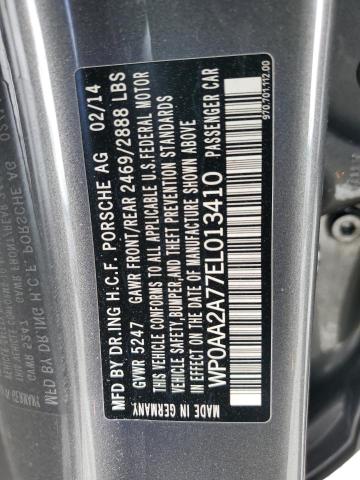 MFD BY DR.ING H.C.F. PORSCHE AG 02/14
GVWR 5247 GAWR FRONT/REAR 2469/2888 LBS
THIS VEHICLE CONFORMS TO ALL APPLICABLE U.S.FEDERAL MOTOR
VEHICLE SAFETY,BUMPER,AND THEFT PREVENTION STANDARDS
IN EFFECT ON THE DATE OF MANUFACTURE SHOWN ABOVE
WP0AA2A77EL013410 PASSENGER CAR
MADE IN GERMANY
970.701.112.00